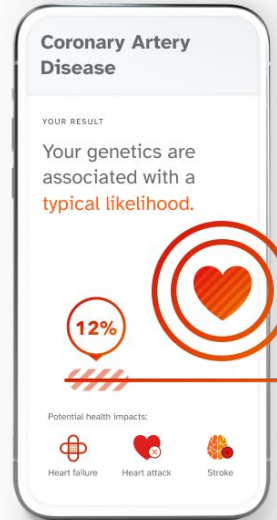 Coronary Artery
Disease
YOUR RESULT
Your genetics are
associated with a
typical likelihood.
12%
Potential health impacts:
Heart failure
Heart attack
Stroke